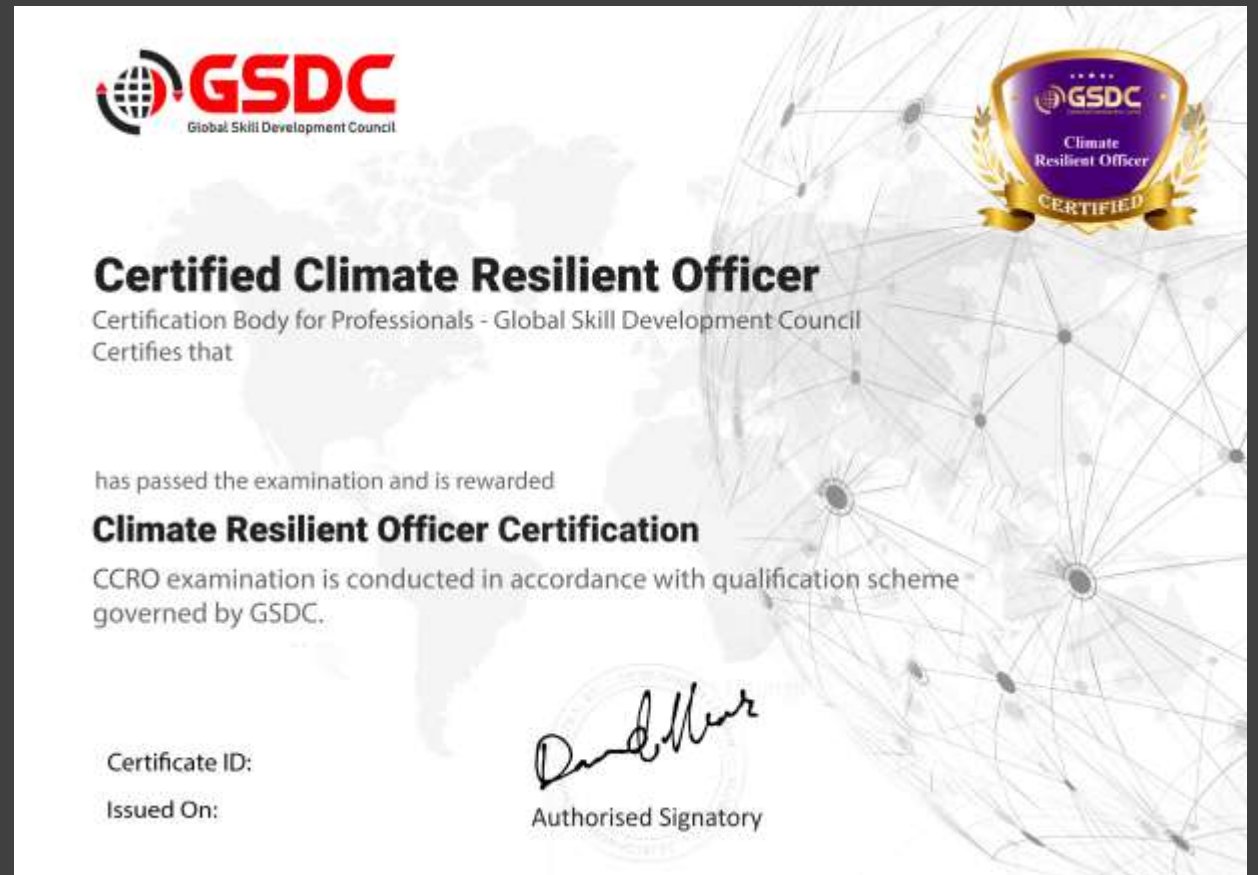 GSDC
Global Skill Development Council
GSDC
Climate
Resilient Officer
CERTIFIED
Certified Climate Resilient Officer
Certification Body for Professionals - Global Skill Development Council
Certifies that
has passed the examination and is rewarded
Climate Resilient Officer Certification
CCRO examination is conducted in accordance with qualification scheme
governed by GSDC.
Certificate ID:
Issued On:
Authorised Signatory